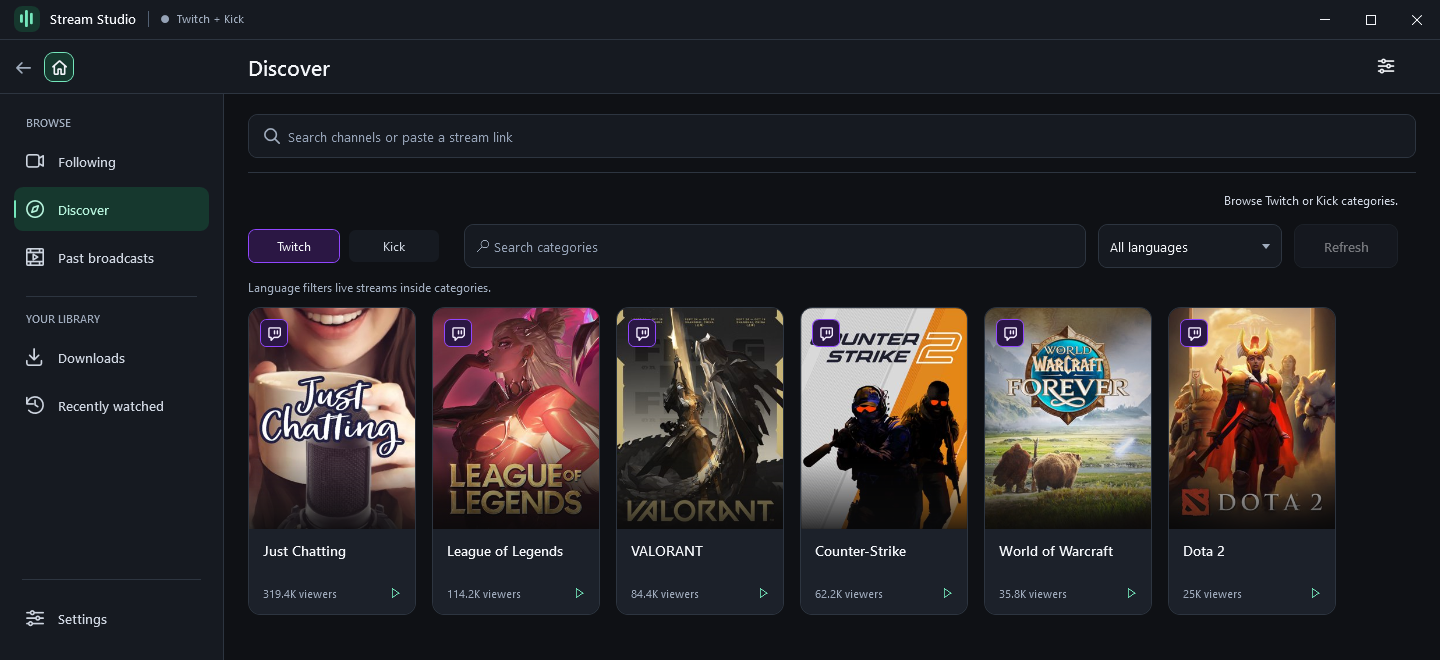 Stream Studio
Twitch + Kick
Discover
BROWSE
Following
Discover
Past broadcasts
YOUR LIBRARY
Downloads
Recently watched
Settings
Search channels or paste a stream link
Browse Twitch or Kick categories.
Twitch
Kick
Search categories
All languages
Refresh
Language filters live streams inside categories.
Just
Chatting
LEAGUE OF
LEGENDS
VALORANT
COUNTER
STRIKE 2
WORLD
OF
WARCRAFT
FOREVER
DOTA 2
Just Chatting
319.4K viewers
League of Legends
114.2K viewers
VALORANT
84.4K viewers
Counter-Strike
62.2K viewers
World of Warcraft
35.8K viewers
Dota 2
25K viewers